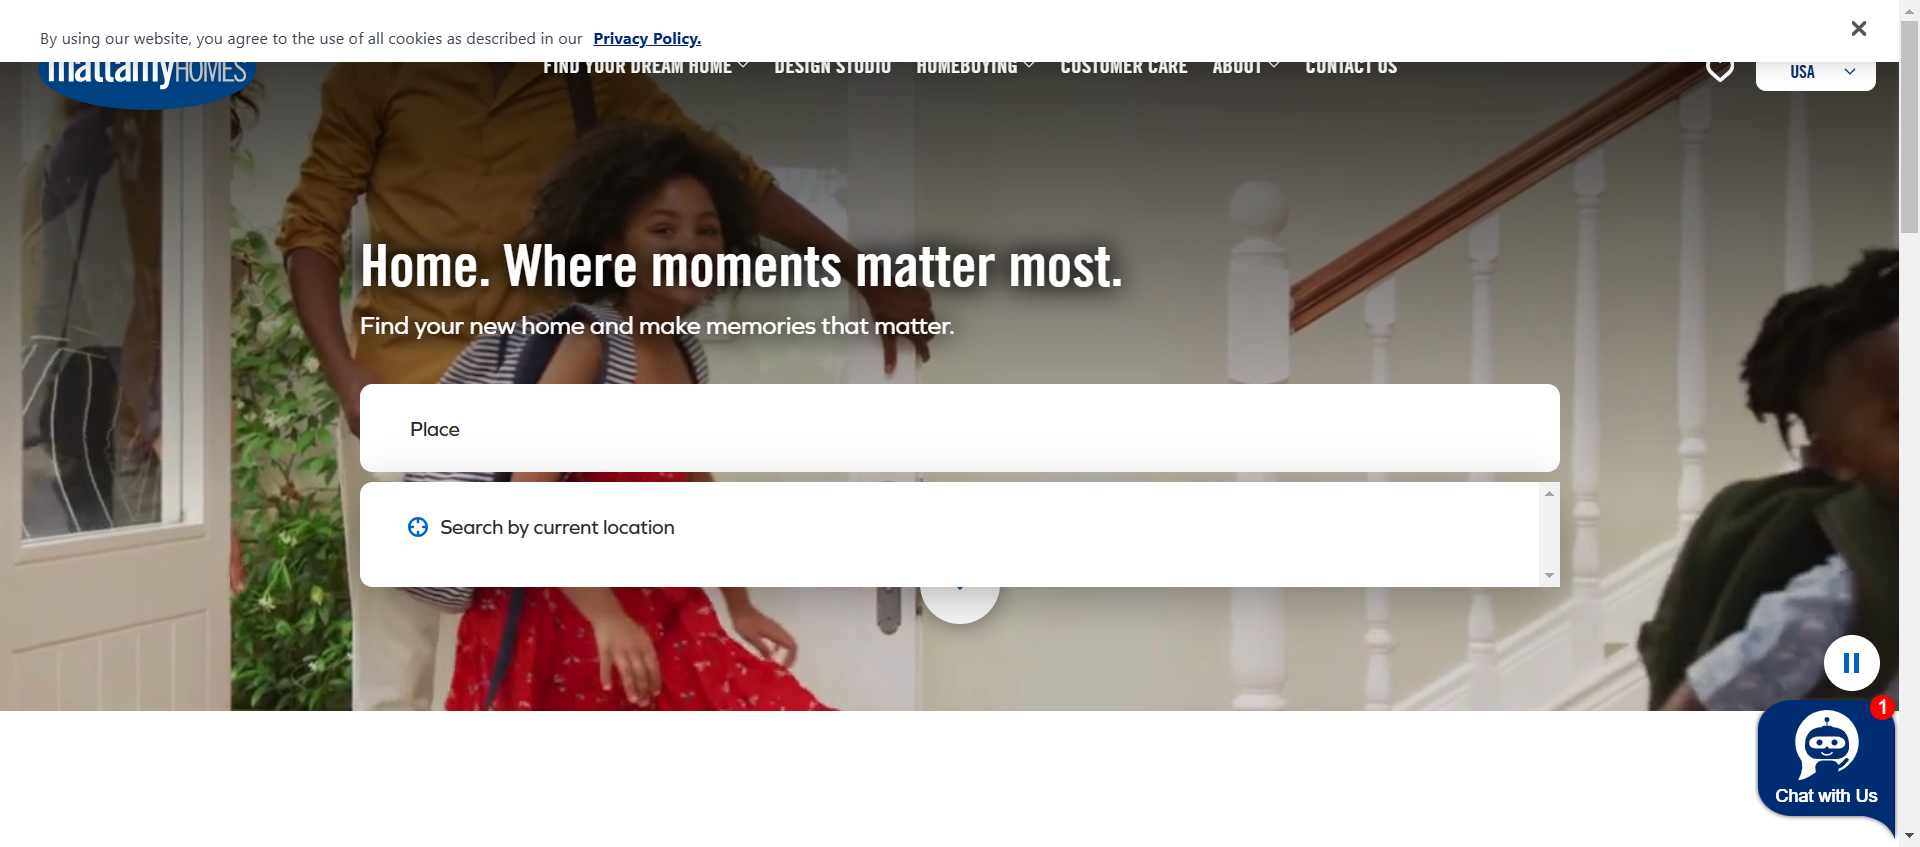 By using our website, you agree to the use of all cookies as described in our Privacy Policy.
mattamyHOMES
FIND YOUR DREAM HOME
DESIGN STUDIO
HOMEBUYING
CUSTOMER CARE
ABOUT
CONTACT US
USA
Home. Where moments matter most.
Find your new home and make memories that matter.
Place
Search by current location
1
Chat with Us